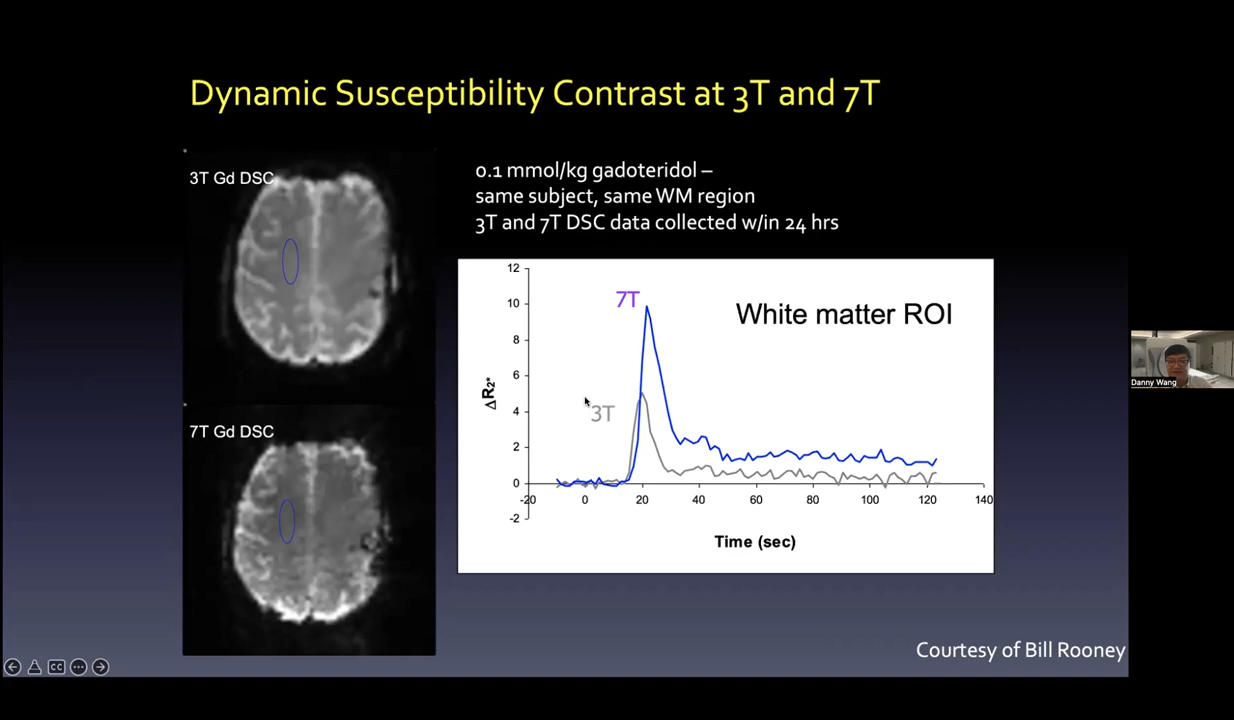 Dynamic Susceptibility Contrast at 3T and 7T
3T Gd DSC
0.1 mmol/kg gadoteridol –
same subject, same WM region
3T and 7T DSC data collected w/in 24 hrs
12
10
8
6
4
2
0
-2
-20
0
20
40
60
80
100
120
140
ΔR2*
7T
3T
White matter ROI
Time (sec)
7T Gd DSC
Danny Wang
Courtesy of Bill Rooney
CC